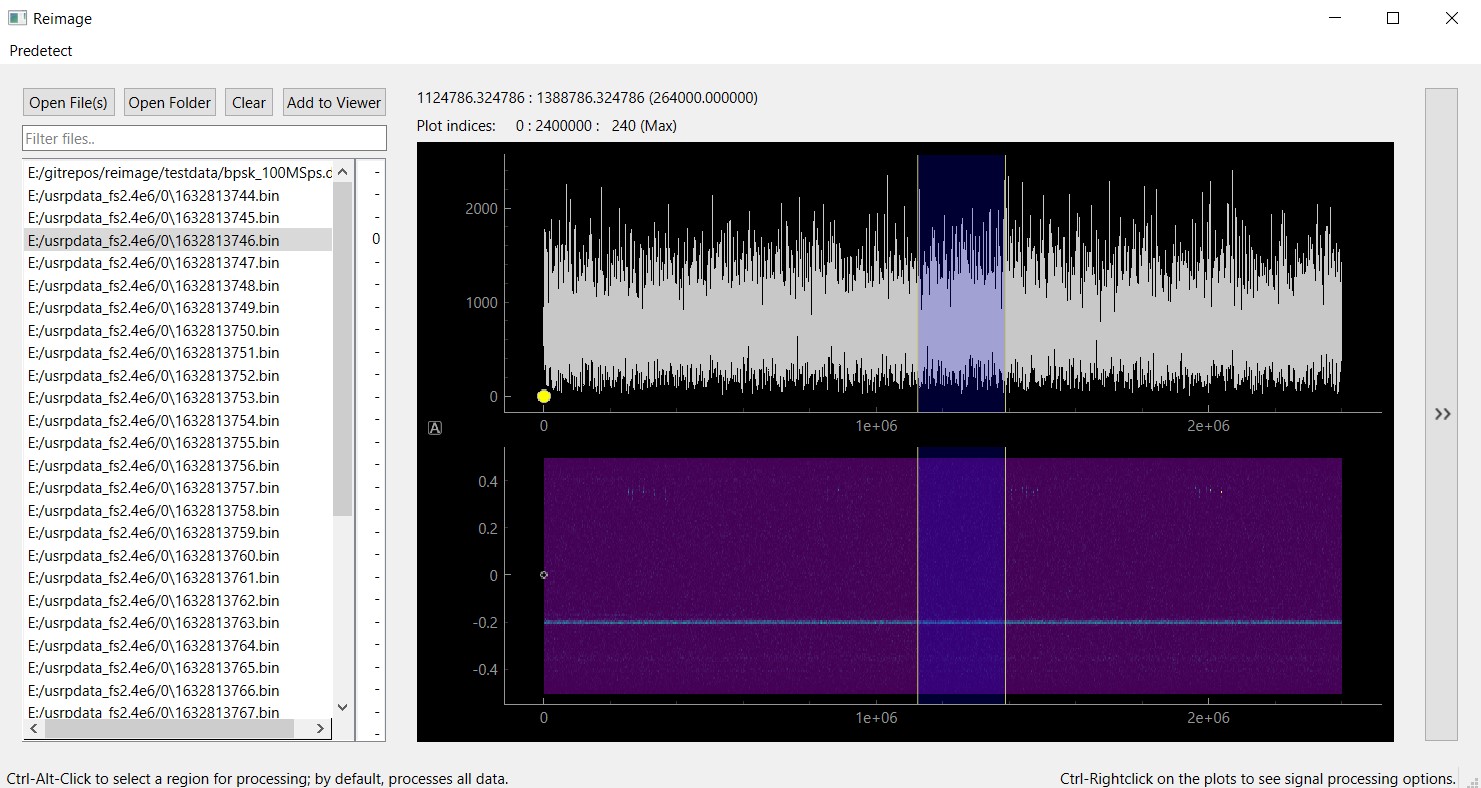 Reimage
Predetect
Open File(s) Open Folder Clear Add to Viewer
Filter files..
E:/gitrepos/reimage/testdata/bpsk_100MSps.d -
E:/usrpdata_fs2.4e6/0\1632813744.bin -
E:/usrpdata_fs2.4e6/0\1632813745.bin -
E:/usrpdata_fs2.4e6/0\1632813746.bin 0
E:/usrpdata_fs2.4e6/0\1632813747.bin -
E:/usrpdata_fs2.4e6/0\1632813748.bin -
E:/usrpdata_fs2.4e6/0\1632813749.bin -
E:/usrpdata_fs2.4e6/0\1632813750.bin -
E:/usrpdata_fs2.4e6/0\1632813751.bin -
E:/usrpdata_fs2.4e6/0\1632813752.bin -
E:/usrpdata_fs2.4e6/0\1632813753.bin -
E:/usrpdata_fs2.4e6/0\1632813754.bin -
E:/usrpdata_fs2.4e6/0\1632813755.bin -
E:/usrpdata_fs2.4e6/0\1632813756.bin -
E:/usrpdata_fs2.4e6/0\1632813757.bin -
E:/usrpdata_fs2.4e6/0\1632813758.bin -
E:/usrpdata_fs2.4e6/0\1632813759.bin -
E:/usrpdata_fs2.4e6/0\1632813760.bin -
E:/usrpdata_fs2.4e6/0\1632813761.bin -
E:/usrpdata_fs2.4e6/0\1632813762.bin -
E:/usrpdata_fs2.4e6/0\1632813763.bin -
E:/usrpdata_fs2.4e6/0\1632813764.bin -
E:/usrpdata_fs2.4e6/0\1632813765.bin -
E:/usrpdata_fs2.4e6/0\1632813766.bin -
E:/usrpdata_fs2.4e6/0\1632813767.bin -
-
1124786.324786 : 1388786.324786 (264000.000000)
Plot indices: 0 : 2400000 : 240 (Max)
2000
1000
0
0 1e+06 2e+06
A
0.4
0.2
0
-0.2
-0.4
0 1e+06 2e+06
>>
Ctrl-Alt-Click to select a region for processing; by default, processes all data.
Ctrl-Rightclick on the plots to see signal processing options.